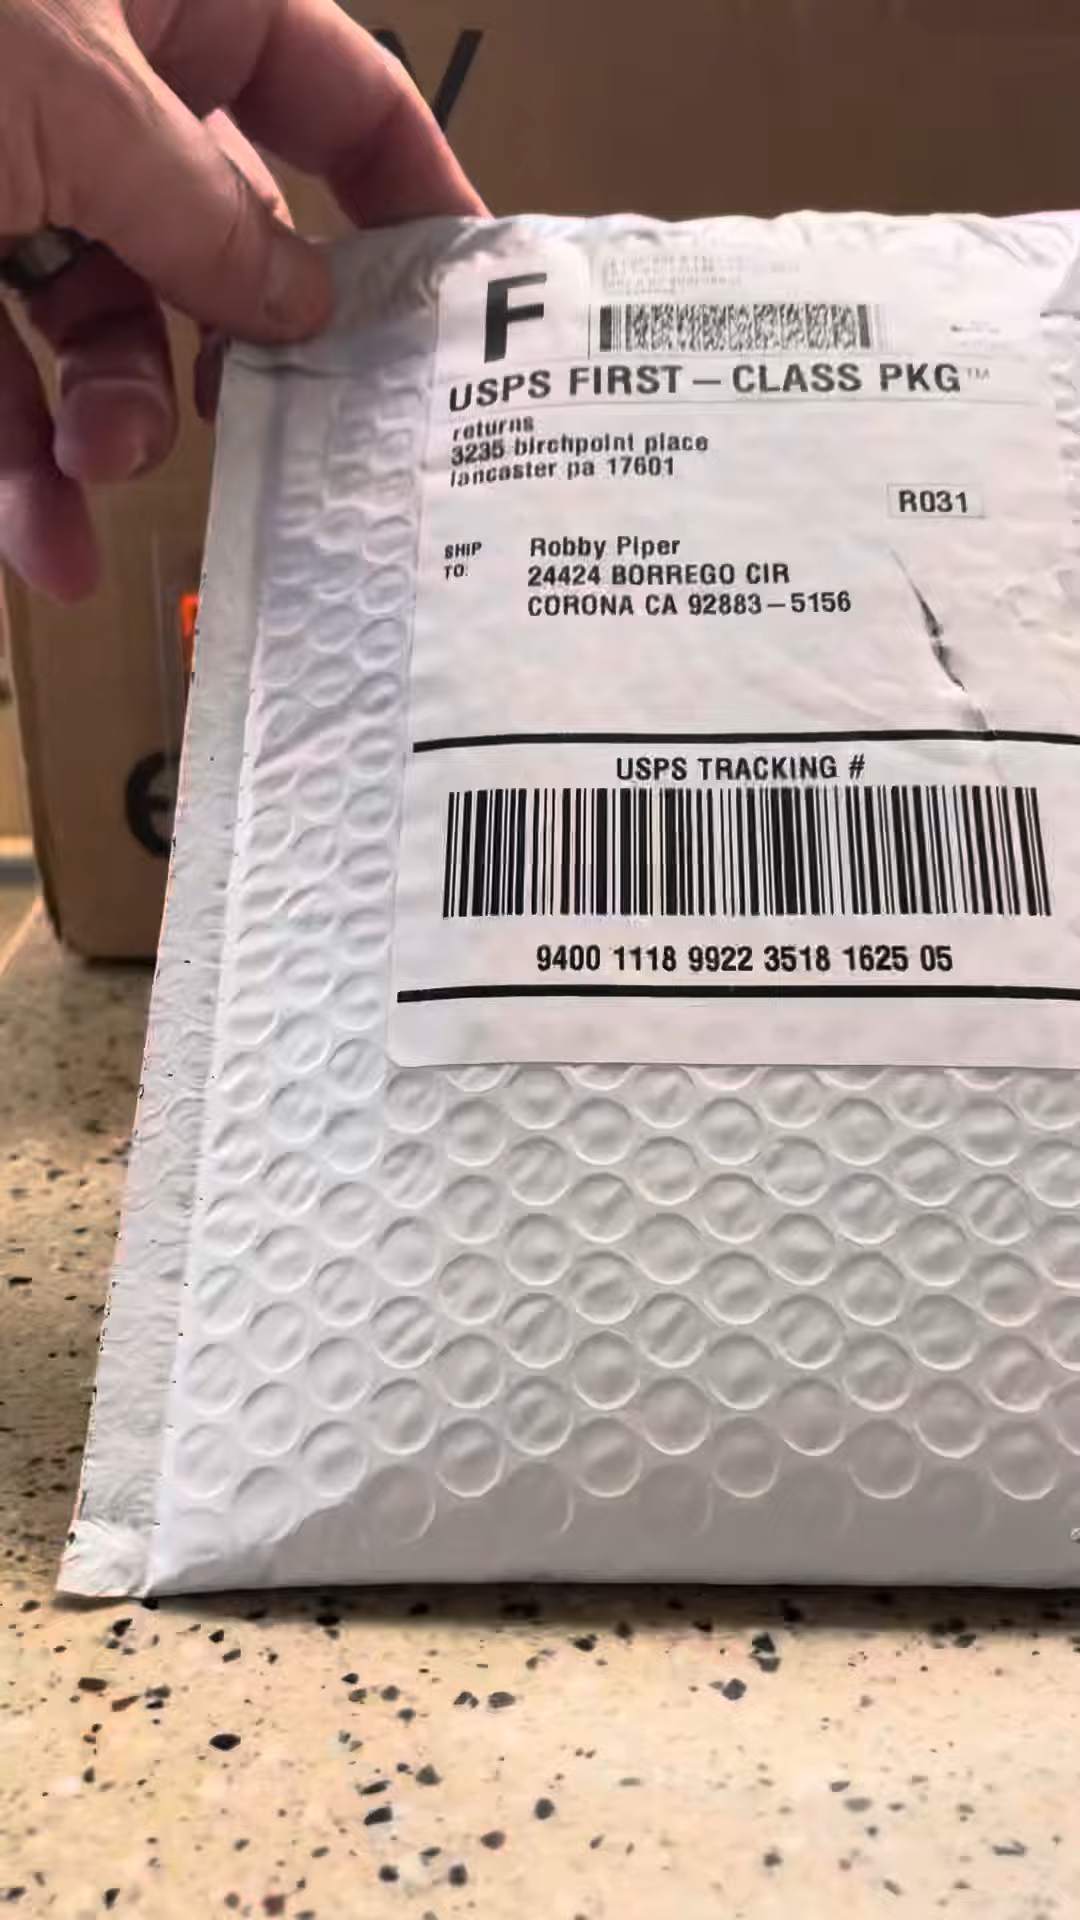 F
USPS FIRST – CLASS PKG™
returns
3235 birchpoint place
lancaster pa 17601
R031
SHIP TO: Robby Piper
24424 BORREGO CIR
CORONA CA 92883–5156
USPS TRACKING #
9400 1118 9922 3518 1625 05